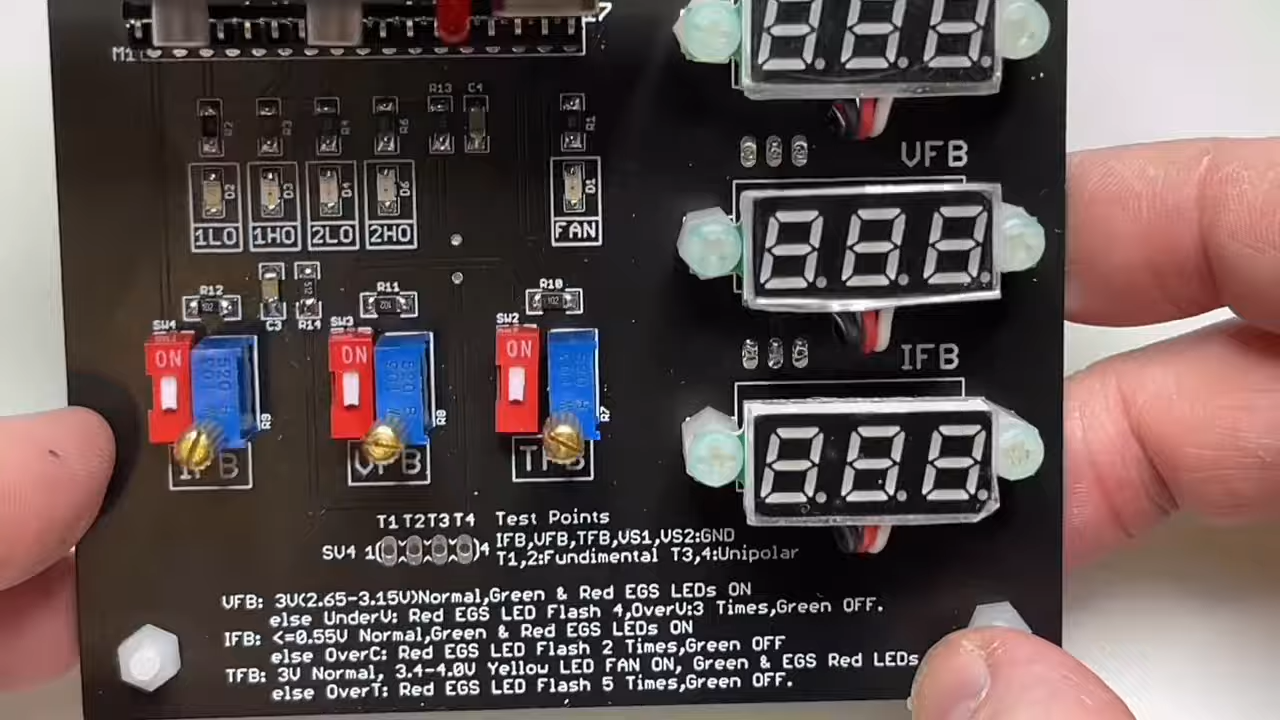 M1
17
R13 C4
R2 R3 R4 R6 R1
D2 D3 D4 D6 D1
1LO 1HO 2LO 2HO FAN
VFB
R12 R11 R10
C3 R14
102 512 102 102
SW4 SW3 SW2
ON ON ON
IFB
R9 R8 R7
IFB VFB TFB
T1 T2 T3 T4 Test Points
SV4 1 4 IFB,VFB,TFB,VS1,VS2:GND
T1,2:Fundimental T3,4:Unipolar
VFB: 3V(2.65-3.15V)Normal,Green & Red EGS LEDs ON
else UnderV: Red EGS LED Flash 4,OverV:3 Times,Green OFF.
IFB: <=0.55V Normal,Green & Red EGS LEDs ON
else OverC: Red EGS LED Flash 2 Times,Green OFF
TFB: 3V Normal, 3.4-4.0V Yellow LED FAN ON, Green & EGS Red LEDs
else OverT: Red EGS LED Flash 5 Times,Green OFF.